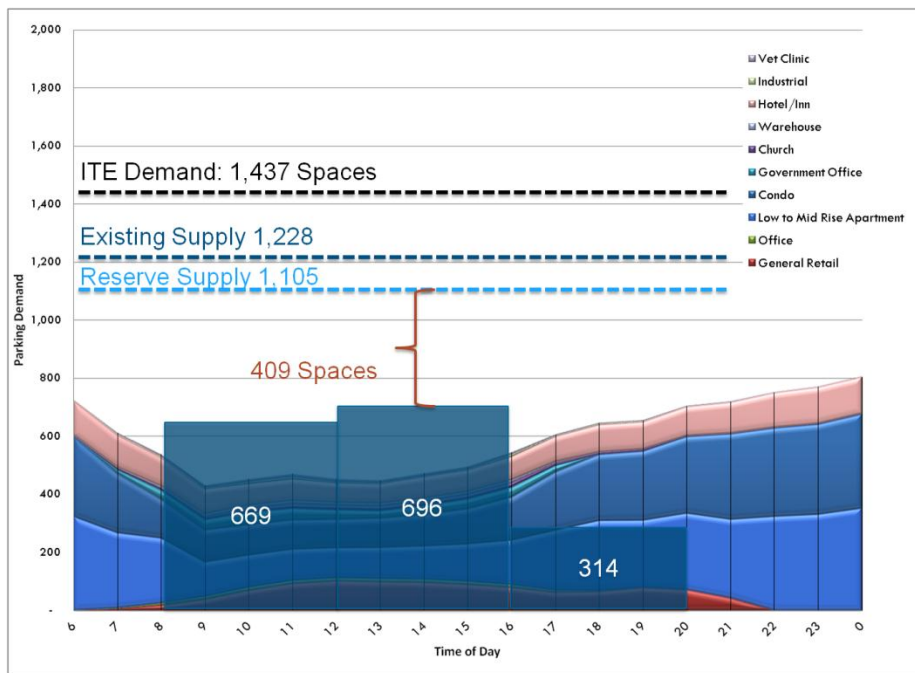 2,000
1,800
1,600
1,400
1,200
1,000
800
600
400
200
-
Parking Demand
ITE Demand: 1,437 Spaces
Existing Supply 1,228
Reserve Supply 1,105
409 Spaces
669
696
314
6
7
8
9
10
11
12
13
14
15
16
17
18
19
20
21
22
23
0
Time of Day
Vet Clinic
Industrial
Hotel/Inn
Warehouse
Church
Government Office
Condo
Low to Mid Rise Apartment
Office
General Retail